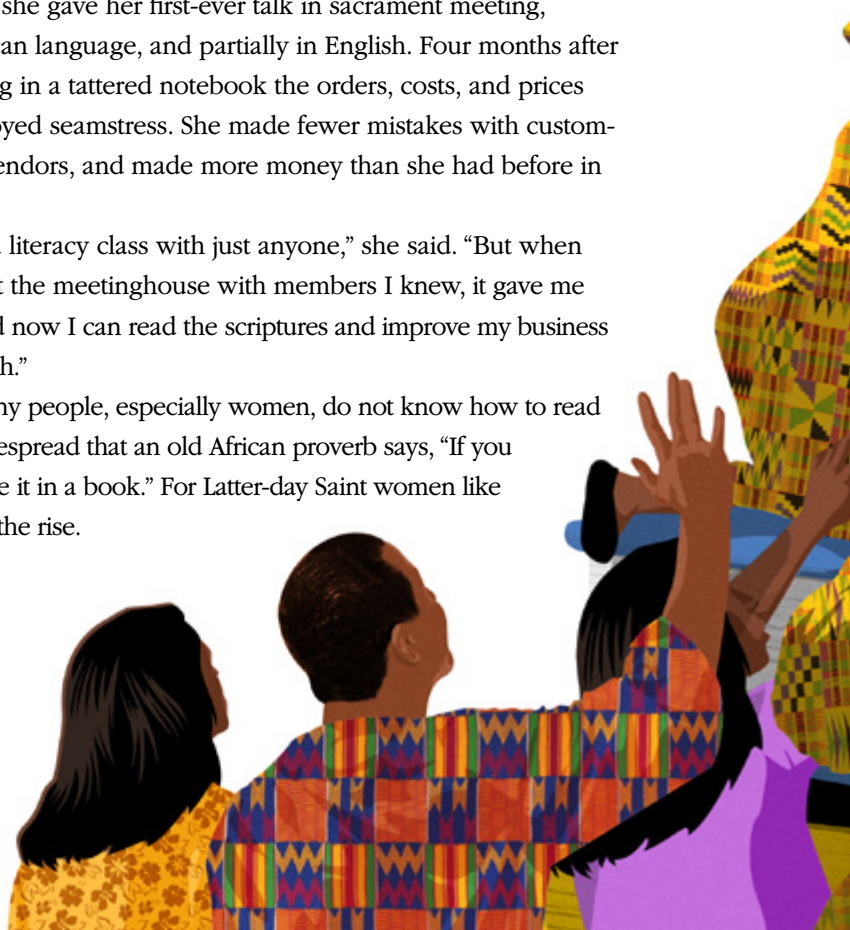 she gave her first-ever talk in sacrament meeting,
an language, and partially in English. Four months after
g in a tattered notebook the orders, costs, and prices
yed seamstress. She made fewer mistakes with custom-
endors, and made more money than she had before in
literacy class with just anyone,” she said. “But when
t the meetinghouse with members I knew, it gave me
d now I can read the scriptures and improve my business
h.”
ny people, especially women, do not know how to read
espread that an old African proverb says, “If you
e it in a book.” For Latter-day Saint women like
the rise.